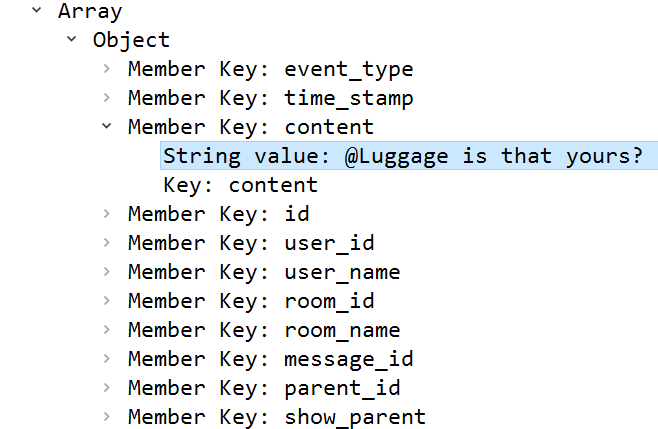 Array
Object
Member Key: event_type
Member Key: time_stamp
Member Key: content
String value: @Luggage is that yours?
Key: content
Member Key: id
Member Key: user_id
Member Key: user_name
Member Key: room_id
Member Key: room_name
Member Key: message_id
Member Key: parent_id
Member Key: show_parent